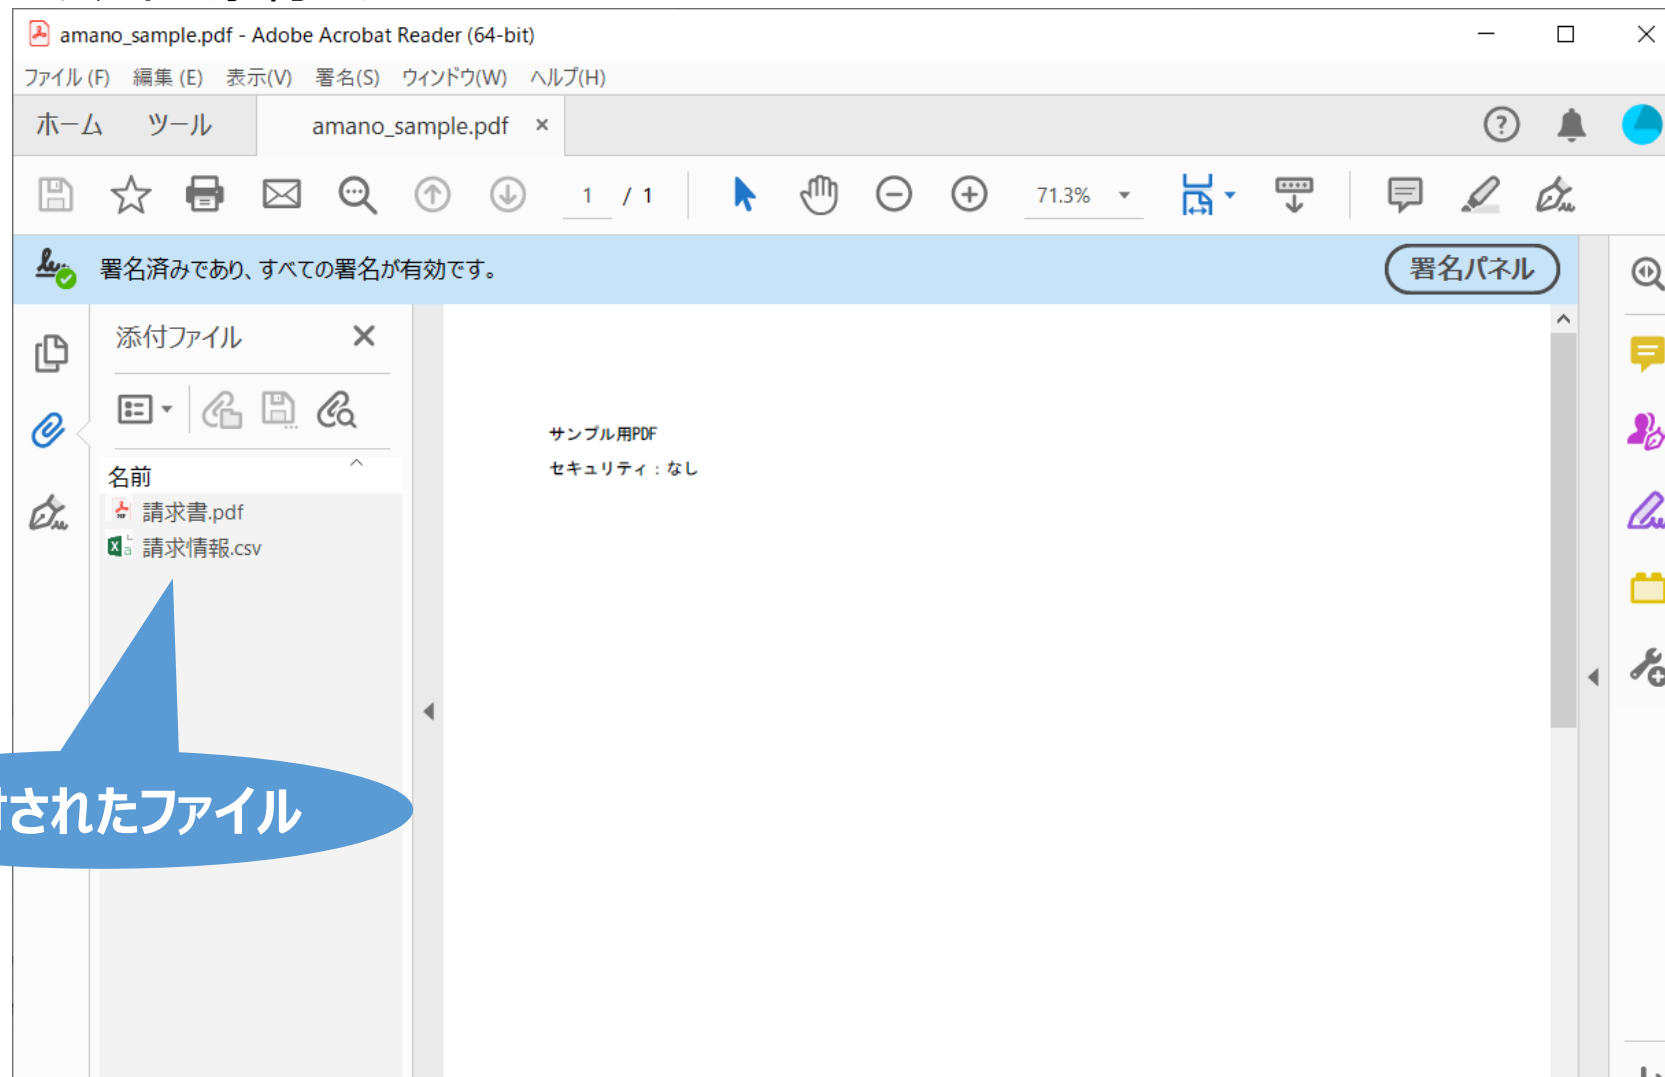 amano_sample.pdf - Adobe Acrobat Reader (64-bit)
ファイル(F) 編集(E) 表示(V) 署名(S) ウィンドウ(W) ヘルプ(H)
ホーム ツール amano_sample.pdf ×
1 / 1 71.3%
署名済みであり、すべての署名が有効です。 署名パネル
添付ファイル
名前
請求書.pdf
請求情報.csv
サンプル用PDF
セキュリティ：なし
されたファイル